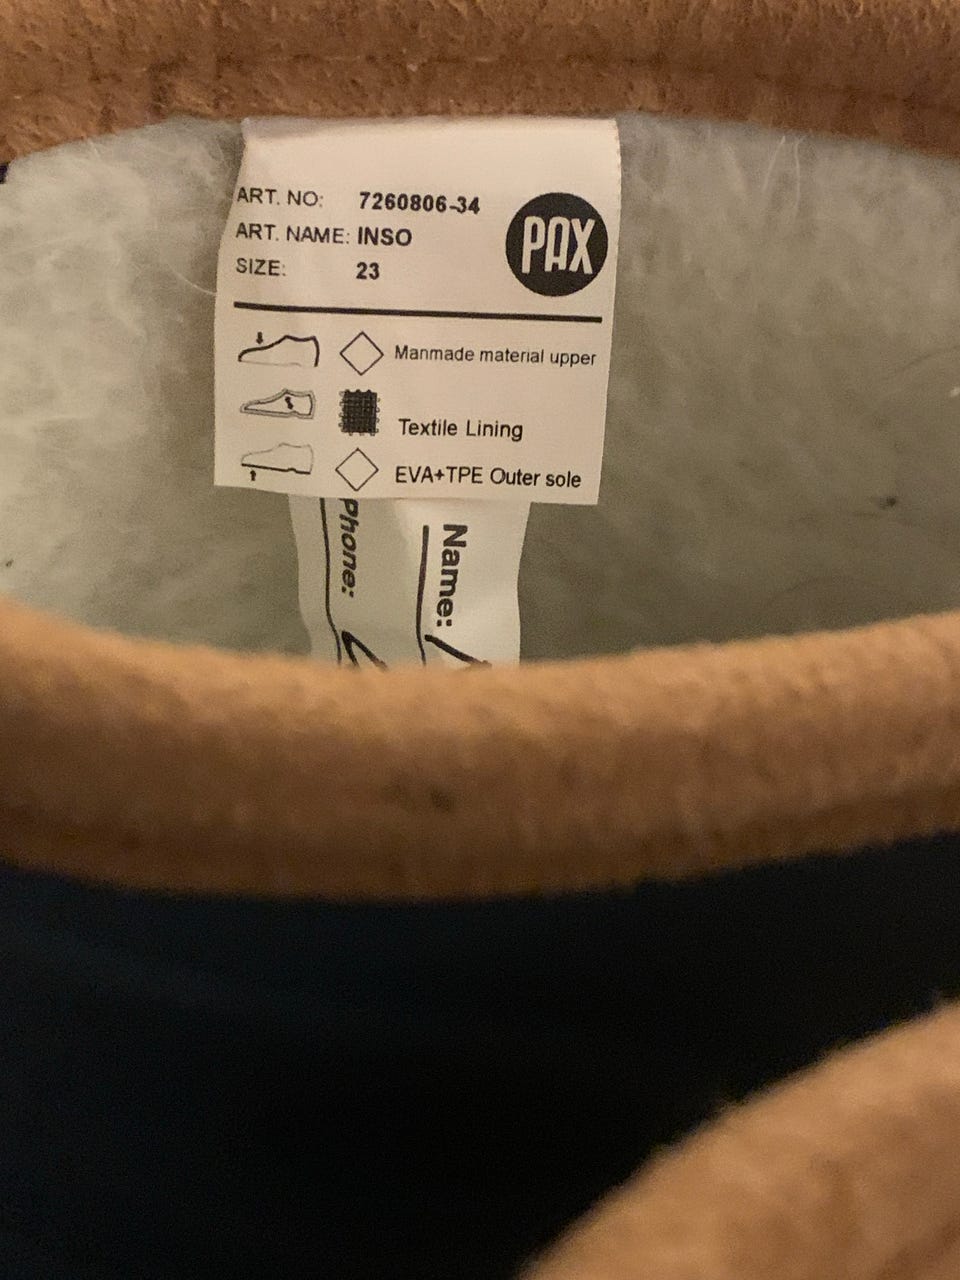 ART. NO: 7260806-34
ART. NAME: INSO
SIZE: 23
PAX
Manmade material upper
Textile Lining
EVA+TPE Outer sole
Name:
Phone: